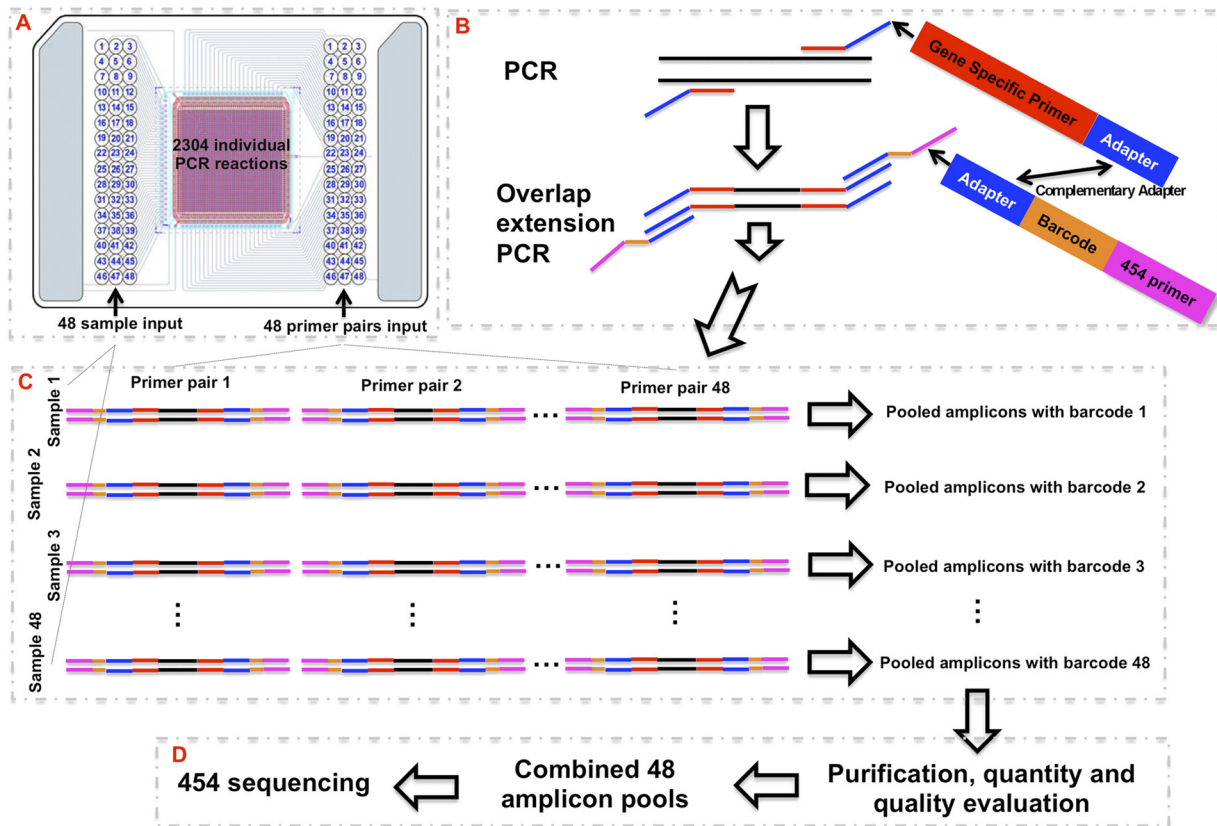 A
1 2 3 1 2 3
4 5 6 4 5 6
7 8 9 7 8 9
10 11 12 10 11 12
13 14 15 13 14 15
16 17 18 16 17 18
19 20 21 19 20 21
22 23 24 22 23 24
25 26 27 25 26 27
28 29 30 28 29 30
31 32 33 31 32 33
34 35 36 34 35 36
37 38 39 37 38 39
40 41 42 40 41 42
43 44 45 43 44 45
46 47 48 46 47 48
2304 individual
PCR reactions
48 sample input
48 primer pairs input
B
PCR
Gene Specific Primer
Adapter
Complementary Adapter
Overlap
extension
PCR
Adapter
Barcode
454 primer
C
Primer pair 1
Primer pair 2
Primer pair 48
Sample 1
...
Pooled amplicons with barcode 1
Sample 2
...
Pooled amplicons with barcode 2
Sample 3
...
Pooled amplicons with barcode 3
Sample 48
...
Pooled amplicons with barcode 48
D
454 sequencing
Combined 48
amplicon pools
Purification, quantity and
quality evaluation